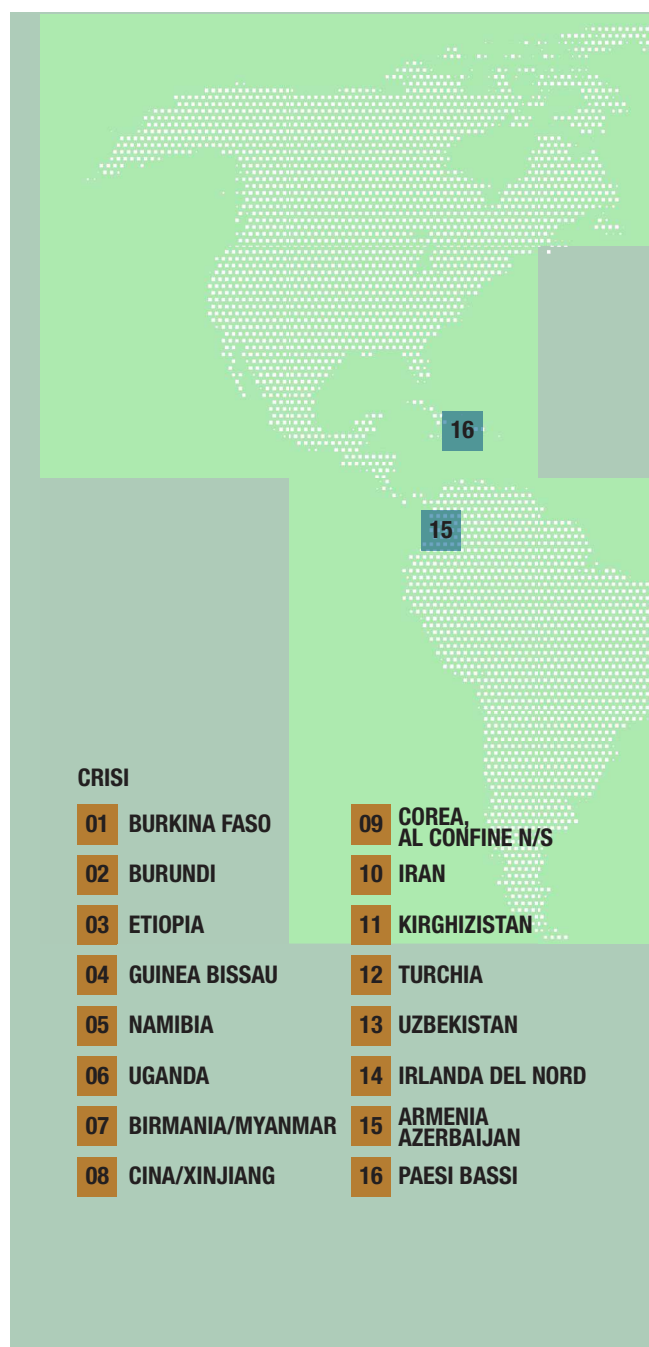 16
15
CRISI
01 BURKINA FASO
02 BURUNDI
03 ETIOPIA
04 GUINEA BISSAU
05 NAMIBIA
06 UGANDA
07 BIRMANIA/MYANMAR
08 CINA/XINJIANG
09 COREA,
AL CONFINE N/S
10 IRAN
11 KIRGHIZISTAN
12 TURCHIA
13 UZBEKISTAN
14 IRLANDA DEL NORD
15 ARMENIA
AZERBAIJAN
16 PAESI BASSI